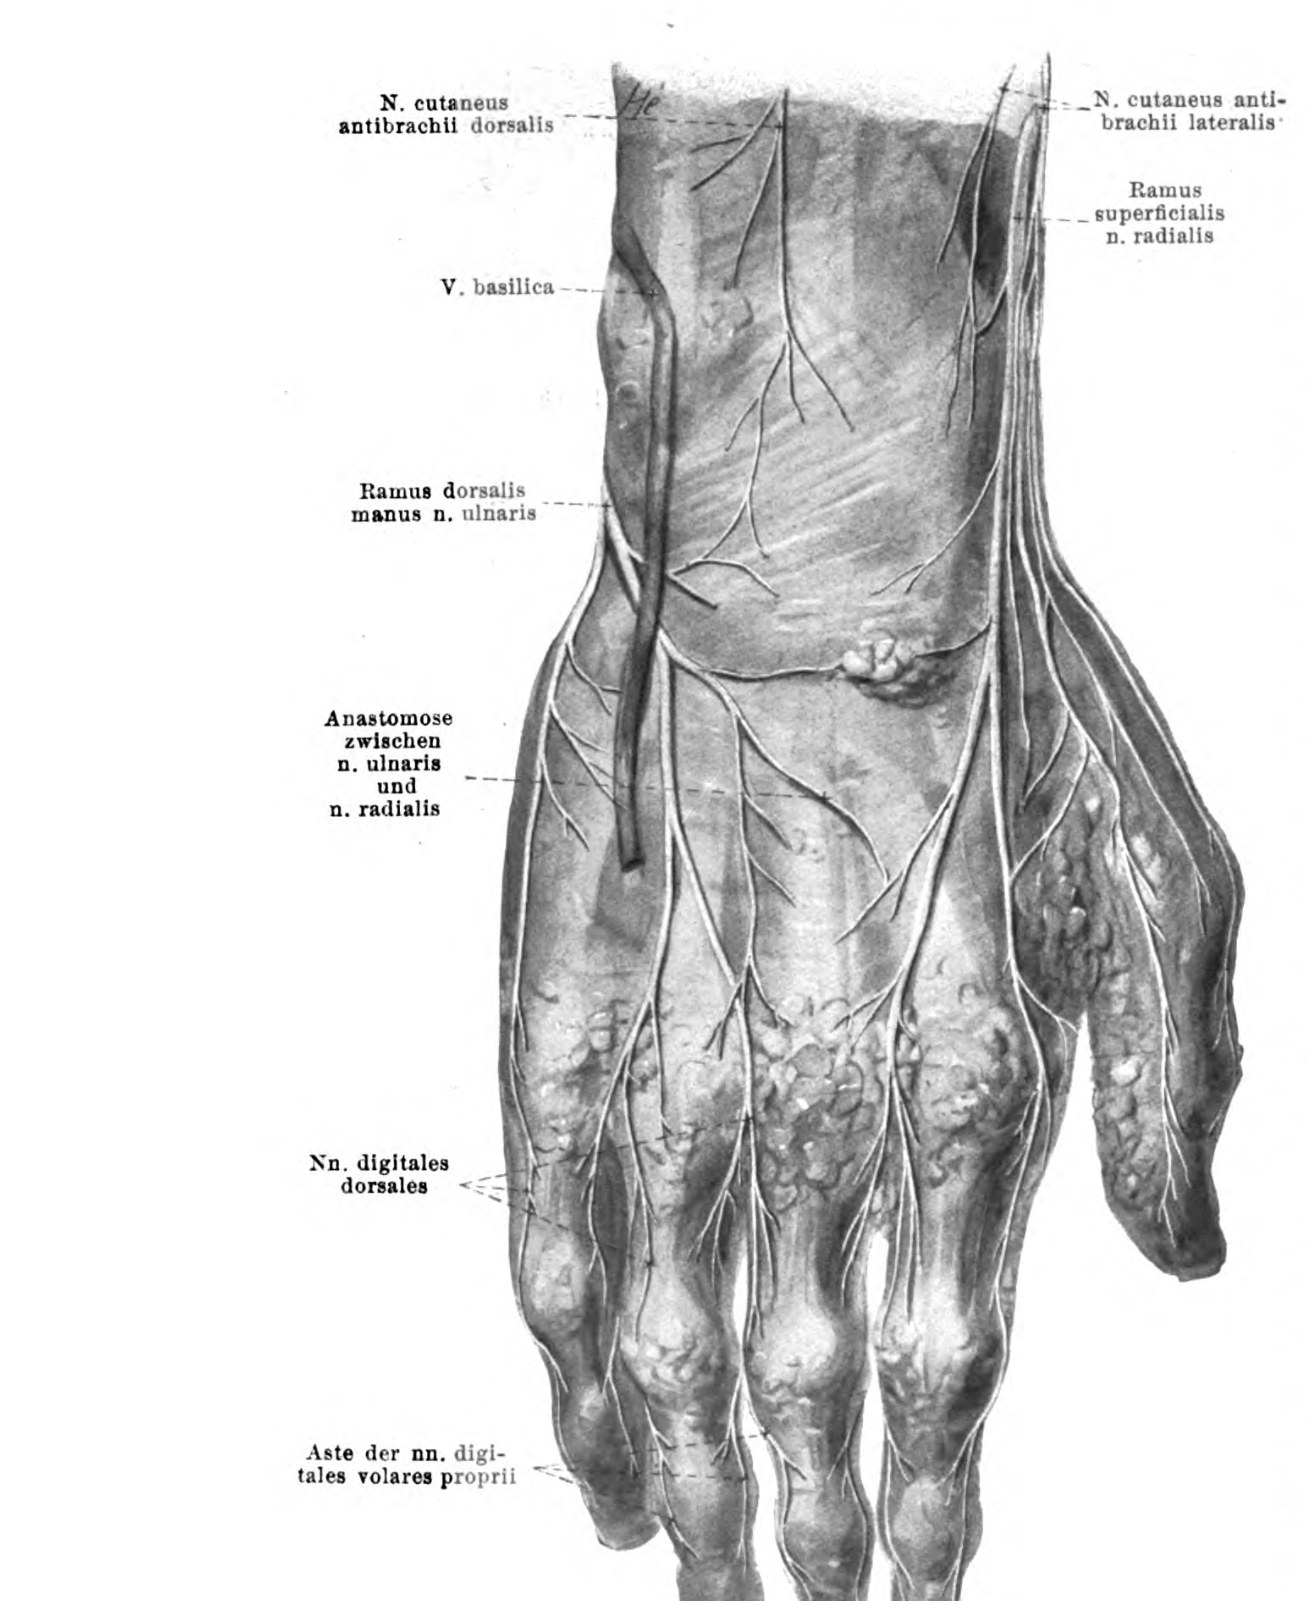 N. cutaneus
antibrachii dorsalis
N. cutaneus anti-
brachii lateralis
Ramus
superficialis
n. radialis
V. basilica
Ramus dorsalis
manus n. ulnaris
Anastomose
zwischen
n. ulnaris
und
n. radialis
Nn. digitales
dorsales
Aste der nn. digi-
tales volares proprii